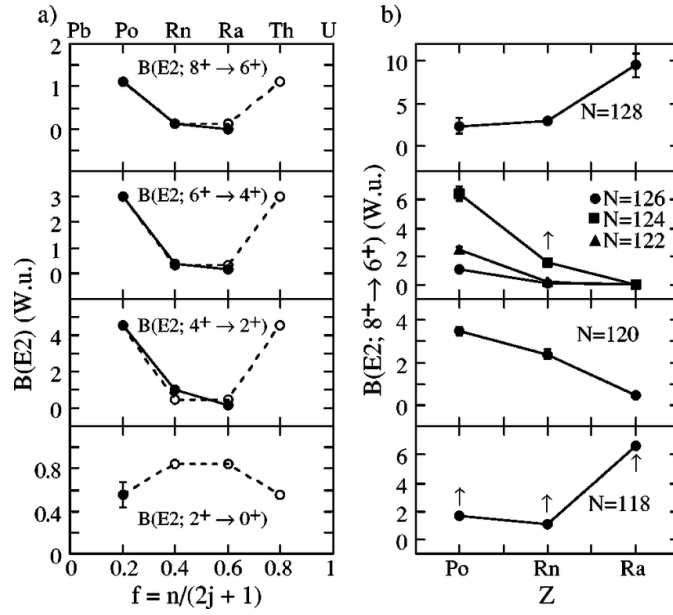 a)
Pb Po Rn Ra Th U
B(E2) (W.u.)
2
1
0
B(E2; 8⁺ → 6⁺)
3
2
1
0
B(E2; 6⁺ → 4⁺)
4
2
0
B(E2; 4⁺ → 2⁺)
0.8
0.4
0
B(E2; 2⁺ → 0⁺)
0 0.2 0.4 0.6 0.8 1
f = n/(2j + 1)
b)
B(E2; 8⁺ → 6⁺) (W.u.)
10
5
0
N=128
6
4
2
0
N=126
N=124
N=122
↑
4
2
0
N=120
6
4
2
0
↑ ↑ ↑
N=118
Po Rn Ra
Z